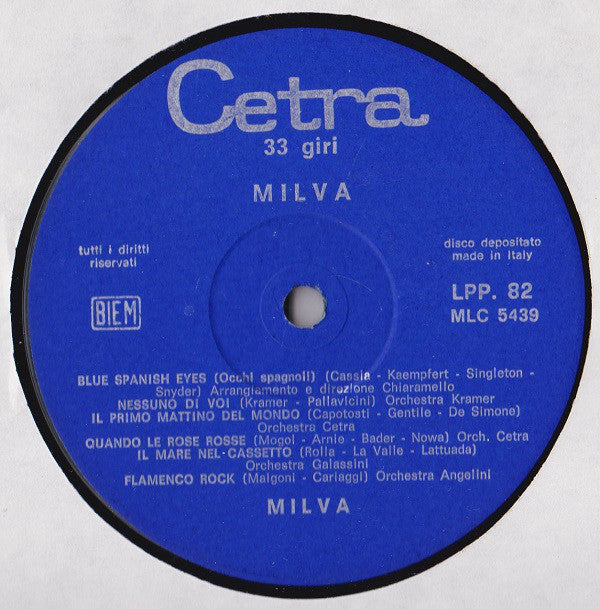 Cetra
33 giri
MILVA
tutti i diritti
riservati
disco depositato
made in Italy
BIEM
LPP. 82
MLC 5439
BLUE SPANISH EYES (Occhi spagnoli) (Cassia - Kaempfert - Singleton -
Snyder) Arrangiamento e direzione Chiaramello
NESSUNO DI VOI (Kramer - Pallavicini) Orchestra Kramer
IL PRIMO MATTINO DEL MONDO (Capotosti - Gentile - De Simone)
Orchestra Cetra
QUANDO LE ROSE ROSSE (Mogol - Arnie - Bader - Nowa) Orch. Cetra
IL MARE NEL-CASSETTO (Rolla - La Valle - Lattuada)
Orchestra Galassini
FLAMENCO ROCK (Malgoni - Cariaggi) Orchestra Angelini
MILVA